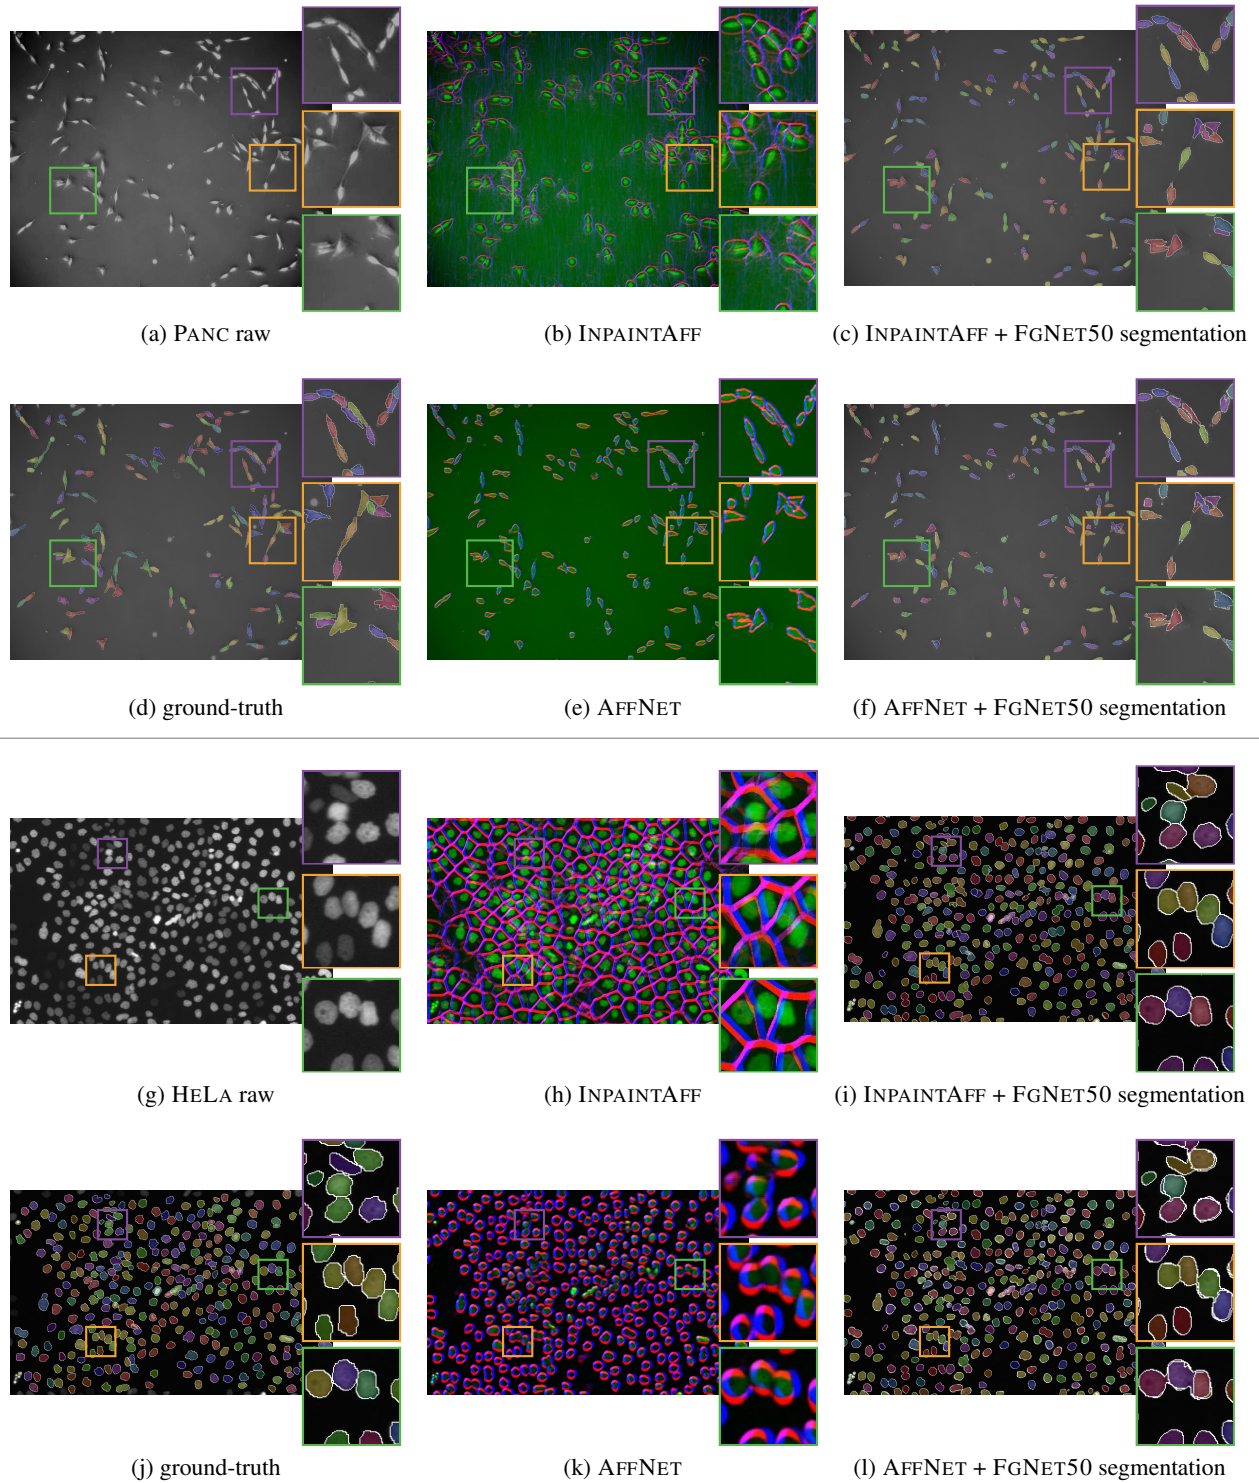 (a) PANC raw
(b) INPAINTAFF
(c) INPAINTAFF + FGNET50 segmentation
(d) ground-truth
(e) AFFNET
(f) AFFNET + FGNET50 segmentation
(g) HELA raw
(h) INPAINTAFF
(i) INPAINTAFF + FGNET50 segmentation
(j) ground-truth
(k) AFFNET
(l) AFFNET + FGNET50 segmentation